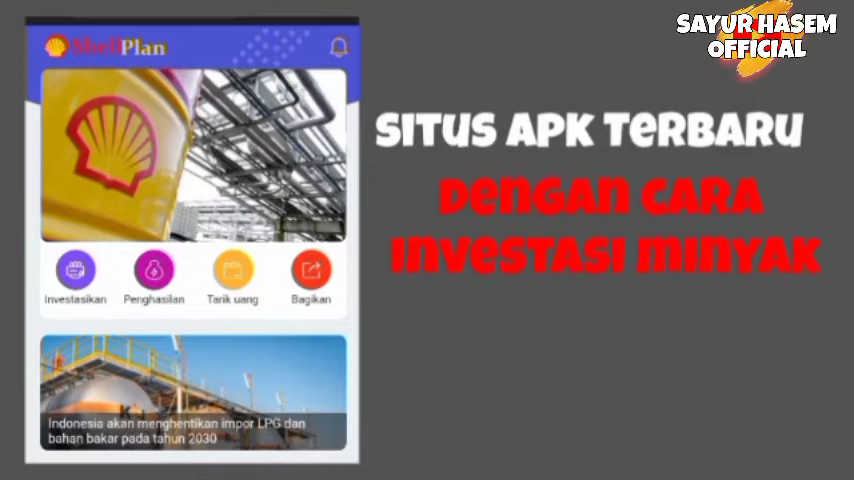 SAYUR HASEM
OFFICIAL
ShellPlan
SITUS APK TERBARU
DENGAN CARA
INVESTASI MINYAK
Investasikan
Penghasilan
Tarik uang
Bagikan
Indonesia akan menghentikan impor LPG dan
bahan bakar pada tahun 2030